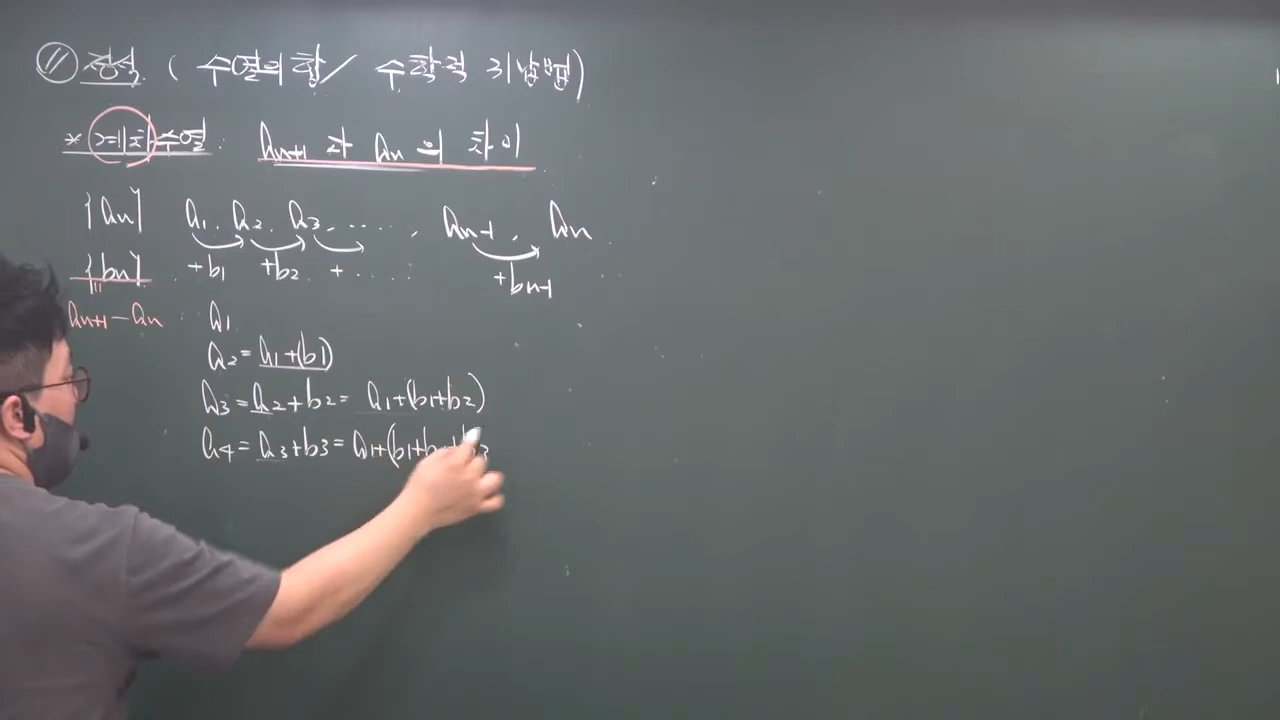 ⑪ 정석 ( 수열의 합 / 수학적 귀납법)
* 계차수열 : aₙ₊₁ 과 aₙ 의 차이
{aₙ} a₁, a₂, a₃, ‥‥, aₙ₋₁, aₙ
{bₙ} : +b₁ +b₂ + ‥‥ +bₙ₋₁
aₙ₊₁ - aₙ : a₁
a₂ = a₁+(b₁)
a₃ = a₂+b₂ = a₁+(b₁+b₂)
a₄ = a₃+b₃ = a₁+(b₁+b